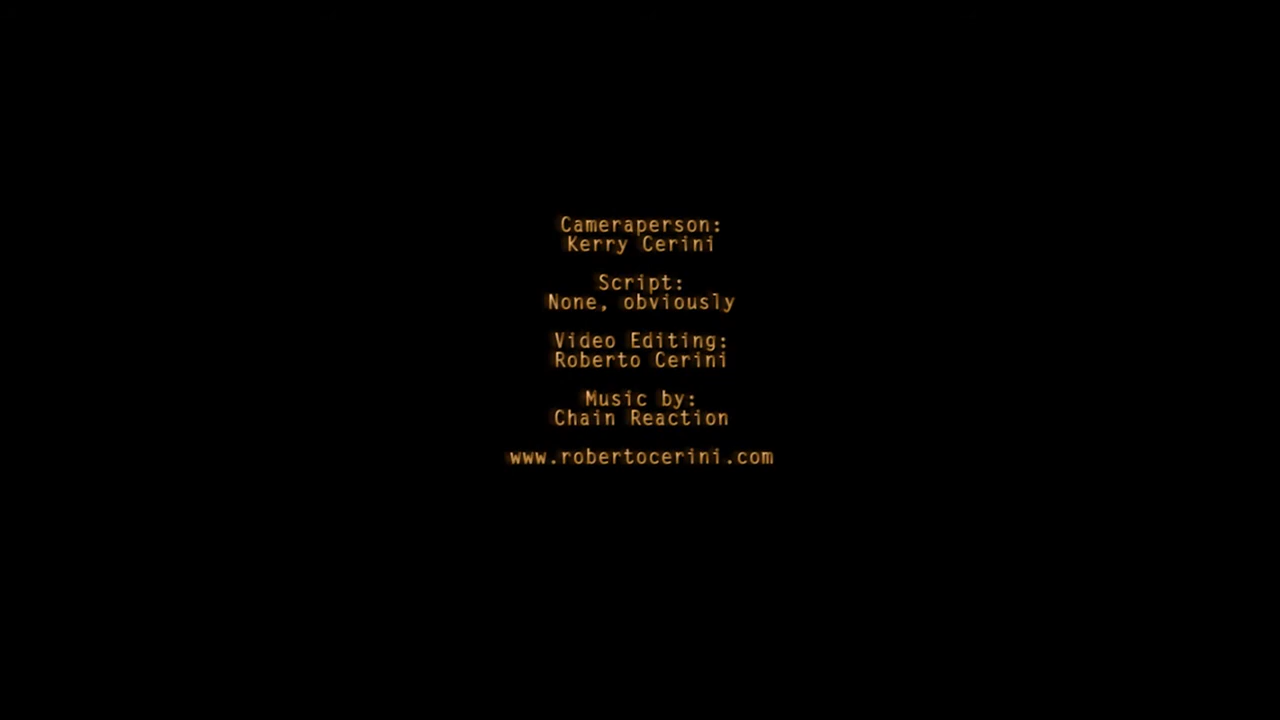 Cameraperson:
Kerry Cerini
Script:
None, obviously
Video Editing:
Roberto Cerini
Music by:
Chain Reaction
www.robertocerini.com